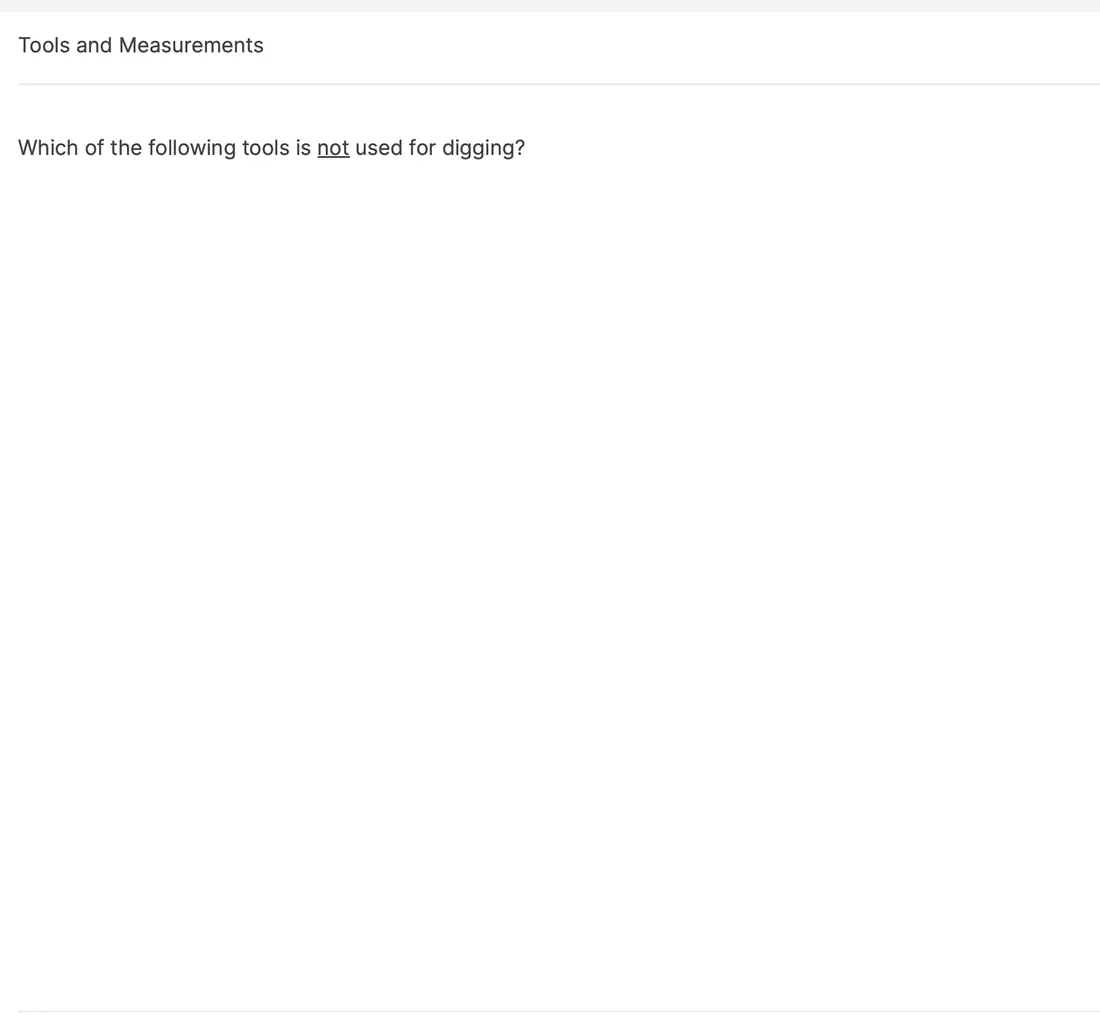 Tools and Measurements
Which of the following tools is not used for digging?